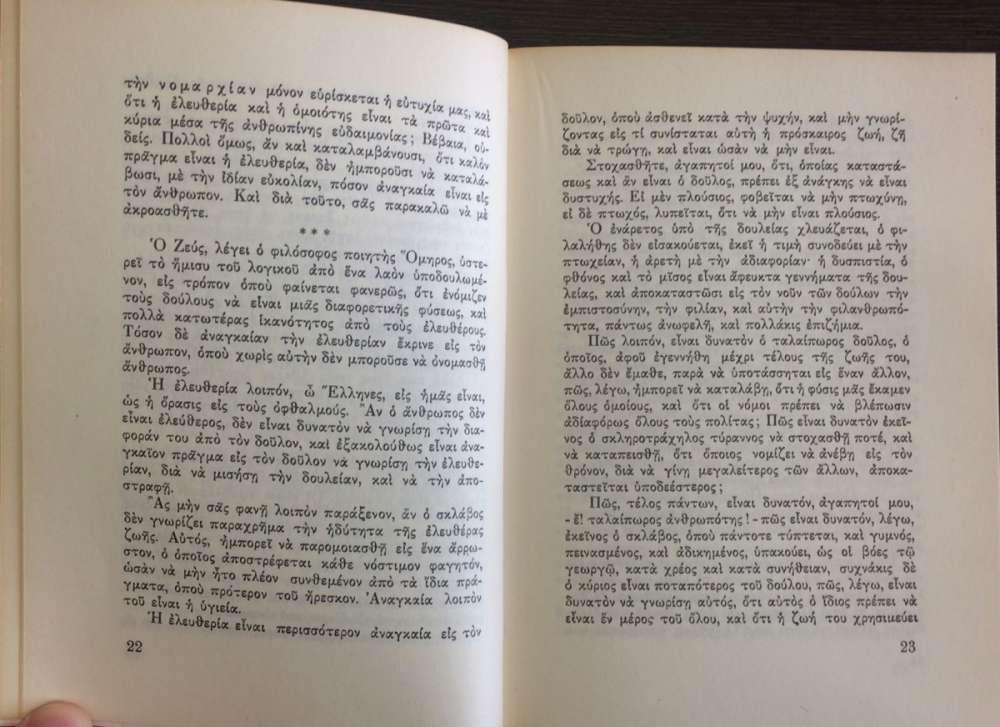 τὴν νομαρχίαν μόνον εὑρίσκεται ἡ εὐτυχία μας, καὶ
ὅτι ἡ ἐλευθερία καὶ ἡ ὁμοιότης εἶναι τὰ πρῶτα καὶ
κύρια μέσα τῆς ἀνθρωπίνης εὐδαιμονίας; Βέβαια, οὐ-
δείς. Πολλοὶ ὅμως, ἂν καὶ καταλαμβάνουσι, ὅτι καλὸν
πρᾶγμα εἶναι ἡ ἐλευθερία, δὲν ἠμποροῦσι νὰ καταλά-
βωσι, μὲ τὴν ἰδίαν εὐκολίαν, πόσον ἀναγκαία εἶναι εἰς
τὸν ἄνθρωπον. Καὶ διὰ τοῦτο, σᾶς παρακαλῶ νὰ μὲ
ἀκροασθῆτε.
***
Ὁ Ζεύς, λέγει ὁ φιλόσοφος ποιητὴς Ὅμηρος, ὑστε-
ρεῖ τὸ ἥμισυ τοῦ λογικοῦ ἀπὸ ἕνα λαὸν ὑποδουλωμέ-
νον, εἰς τρόπον ὁποὺ φαίνεται φανερῶς, ὅτι ἐνόμιζεν
τοὺς δούλους νὰ εἶναι μιᾶς διαφορετικῆς φύσεως, καὶ
πολλὰ κατωτέρας ἱκανότητος ἀπὸ τοὺς ἐλευθέρους.
Τόσον δὲ ἀναγκαίαν τὴν ἐλευθερίαν ἔκρινε εἰς τὸν
ἄνθρωπον, ὁποὺ χωρὶς αὐτὴν δὲν μποροῦσε νὰ ὀνομασθῇ
ἄνθρωπος.
Ἡ ἐλευθερία λοιπόν, ὦ Ἕλληνες, εἰς ἡμᾶς εἶναι,
ὡς ἡ ὅρασις εἰς τοὺς ὀφθαλμούς. Ἂν ὁ ἄνθρωπος δὲν
εἶναι ἐλεύθερος, δὲν εἶναι δυνατὸν νὰ γνωρίσῃ τὴν δια-
φοράν του ἀπὸ τὸν δοῦλον, καὶ ἐξακολούθως εἶναι ἀνα-
γκαῖον πρᾶγμα εἰς τὸν δοῦλον νὰ γνωρίσῃ τὴν ἐλευθε-
ρίαν, διὰ νὰ μισήσῃ τὴν δουλείαν, καὶ νὰ τὴν ἀπο-
στραφῇ.
Ἂς μὴν σᾶς φανῇ λοιπὸν παράξενον, ἂν ὁ σκλάβος
δὲν γνωρίζει παραχρῆμα τὴν ἡδύτητα τῆς ἐλευθέρας
ζωῆς. Αὐτός, ἠμπορεῖ νὰ παρομοιασθῇ εἰς ἕνα ἄρρω-
στον, ὁ ὁποῖος ἀποστρέφεται κάθε νόστιμον φαγητόν,
ὡσὰν νὰ μὴν ἦτο πλέον συνθεμένον ἀπὸ τὰ ἴδια πρά-
γματα, ὁποὺ πρότερον τοῦ ἤρεσκον. Ἀναγκαία λοιπὸν
τοῦ εἶναι ἡ ὑγιεία.
Ἡ ἐλευθερία εἶναι περισσότερον ἀναγκαία εἰς τὸν
22
δοῦλον, ὁποὺ ἀσθενεῖ κατὰ τὴν ψυχήν, καὶ μὴν γνωρί-
ζοντας εἰς τί συνίσταται αὐτὴ ἡ πρόσκαιρος ζωή, ζῇ
διὰ νὰ τρώγῃ, καὶ εἶναι ὡσὰν νὰ μὴν εἶναι.
Στοχασθῆτε, ἀγαπητοί μου, ὅτι, ὁποίας καταστά-
σεως καὶ ἂν εἶναι ὁ δοῦλος, πρέπει ἐξ ἀνάγκης νὰ εἶναι
δυστυχής. Εἰ μὲν πλούσιος, φοβεῖται νὰ μὴν πτωχύνῃ,
εἰ δὲ πτωχός, λυπεῖται, ὅτι νὰ μὴν εἶναι πλούσιος.
Ὁ ἐνάρετος ὑπὸ τῆς δουλείας χλευάζεται, ὁ φι-
λαλήθης δὲν εἰσακούεται, ἐκεῖ ἡ τιμὴ συνοδεύει μὲ τὴν
πτωχείαν, ἡ ἀρετὴ μὲ τὴν ἀδιαφορίαν· ἡ δυσπιστία, ὁ
φθόνος καὶ τὸ μῖσος εἶναι ἄφευκτα γεννήματα τῆς δου-
λείας, καὶ ἀποκαταστῶσι εἰς τὸν νοῦν τῶν δούλων τὴν
ἐμπιστοσύνην, τὴν φιλίαν, καὶ αὐτὴν τὴν φιλανθρωπό-
τητα, πάντως ἀνωφελῆ, καὶ πολλάκις ἐπιζήμια.
Πῶς λοιπόν, εἶναι δυνατὸν ὁ ταλαίπωρος δοῦλος, ὁ
ὁποῖος, ἀφοῦ ἐγεννήθη μέχρι τέλους τῆς ζωῆς του,
ἄλλο δὲν ἔμαθε, παρὰ νὰ ὑποτάσσηται εἰς ἕναν ἄλλον,
πῶς, λέγω, ἠμπορεῖ νὰ καταλάβῃ, ὅτι ἡ φύσις μᾶς ἔκαμεν
ὅλους ὁμοίους, καὶ ὅτι οἱ νόμοι πρέπει νὰ βλέπωσιν
ἀδιαφόρως ὅλους τοὺς πολίτας; Πῶς εἶναι δυνατὸν ἐκεῖ-
νος ὁ σκληροτράχηλος τύραννος νὰ στοχασθῇ ποτέ, καὶ
νὰ καταπεισθῇ, ὅτι ὅποιος νομίζει νὰ ἀνέβῃ εἰς τὸν
θρόνον, διὰ νὰ γίνῃ μεγαλείτερος τῶν ἄλλων, ἀποκα-
ταστεῖται ὑποδεέστερος;
Πῶς, τέλος πάντων, εἶναι δυνατόν, ἀγαπητοί μου,
- ἒ! ταλαίπωρος ἀνθρωπότης! - πῶς εἶναι δυνατόν, λέγω,
ἐκεῖνος ὁ σκλάβος, ὁποὺ πάντοτε τύπτεται, καὶ γυμνός,
πεινασμένος, καὶ ἀδικημένος, ὑπακούει, ὡς οἱ βόες τῷ
γεωργῷ, κατὰ χρέος καὶ κατὰ συνήθειαν, συχνάκις δὲ
ὁ κύριος εἶναι ποταπότερος τοῦ δούλου, πῶς, λέγω, εἶναι
δυνατὸν νὰ γνωρίσῃ αὐτός, ὅτι αὐτὸς ὁ ἴδιος πρέπει νὰ
εἶναι ἓν μέρος τοῦ ὅλου, καὶ ὅτι ἡ ζωή του χρησιμεύει
23